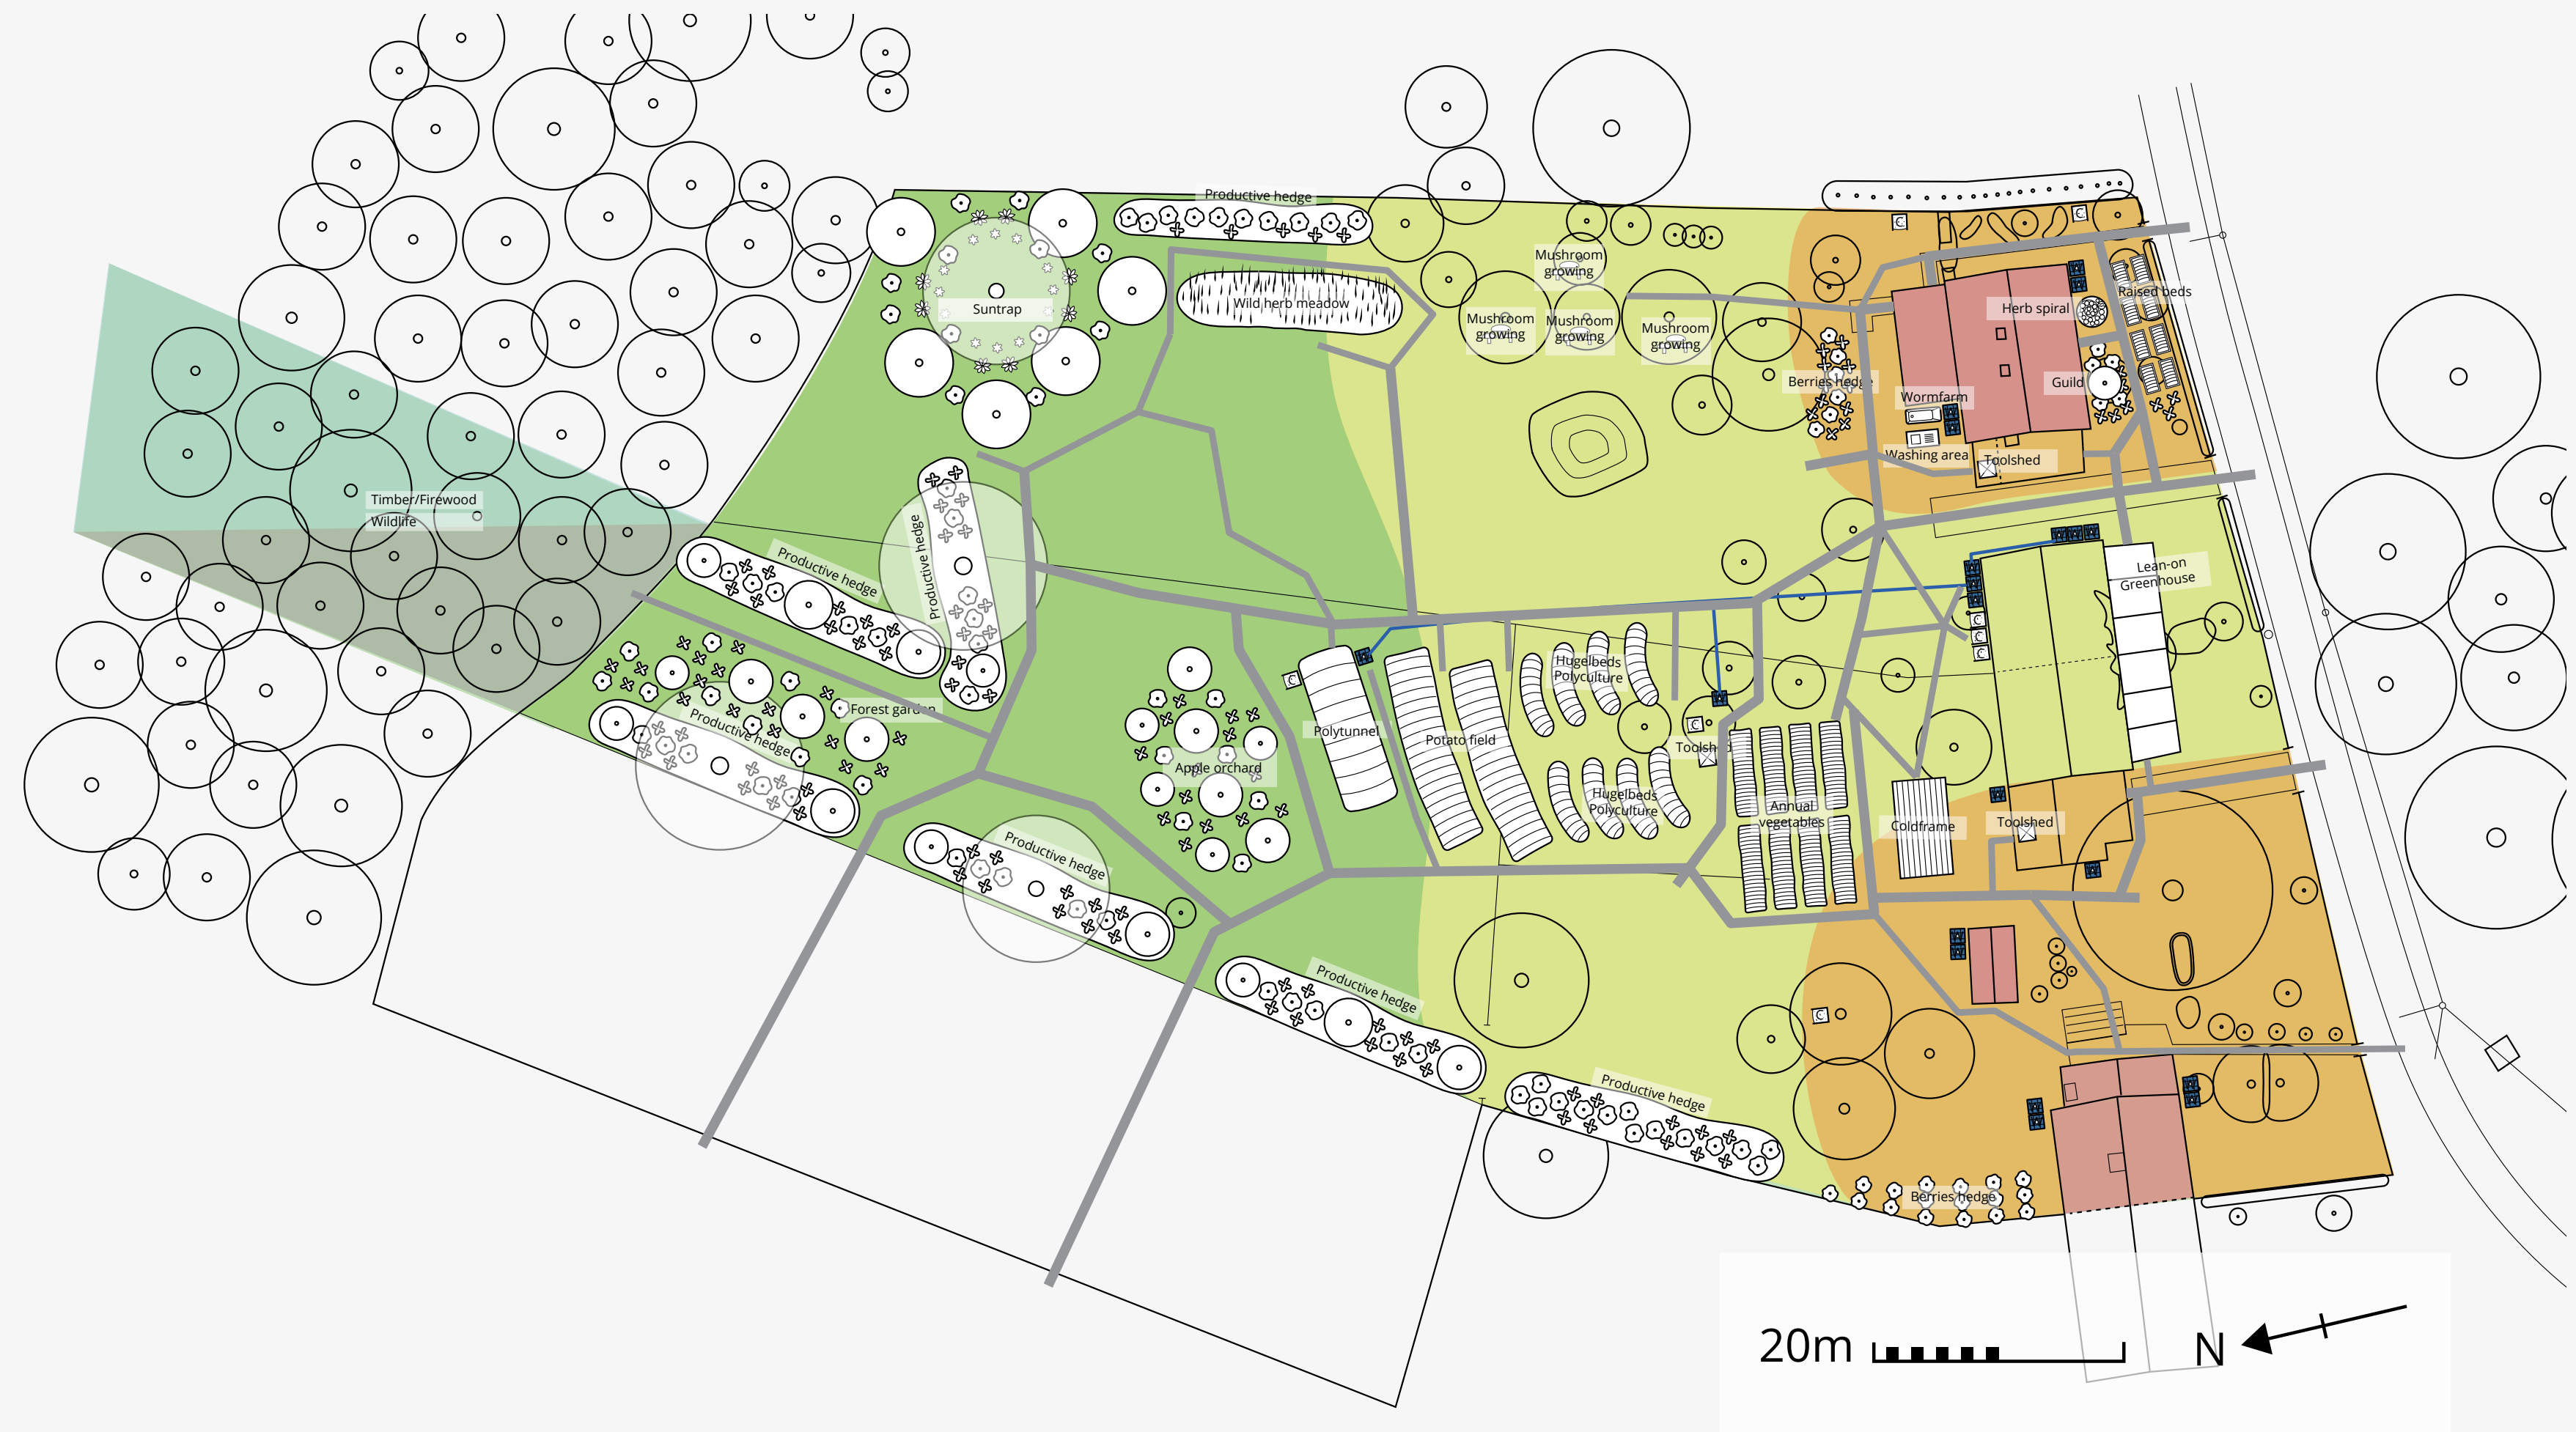 Productive hedge
Mushroom
growing
Wild herb meadow
Suntrap
Mushroom
growing
Mushroom
growing
Mushroom
growing
Raised beds
Herb spiral
Berries hedge
Guild
Wormfarm
Washing area
Toolshed
Timber/Firewood
Wildlife
Productive hedge
Productive hedge
Lean-on
Greenhouse
Hugelbeds
Polyculture
Forest garden
Productive hedge
Polytunnel
Potato field
Toolshed
Apple orchard
Hugelbeds
Polyculture
Annual
vegetables
Coldframe
Toolshed
Productive hedge
Productive hedge
Productive hedge
Berries hedge
20m
N
C
C
C
C
C
C
C
C